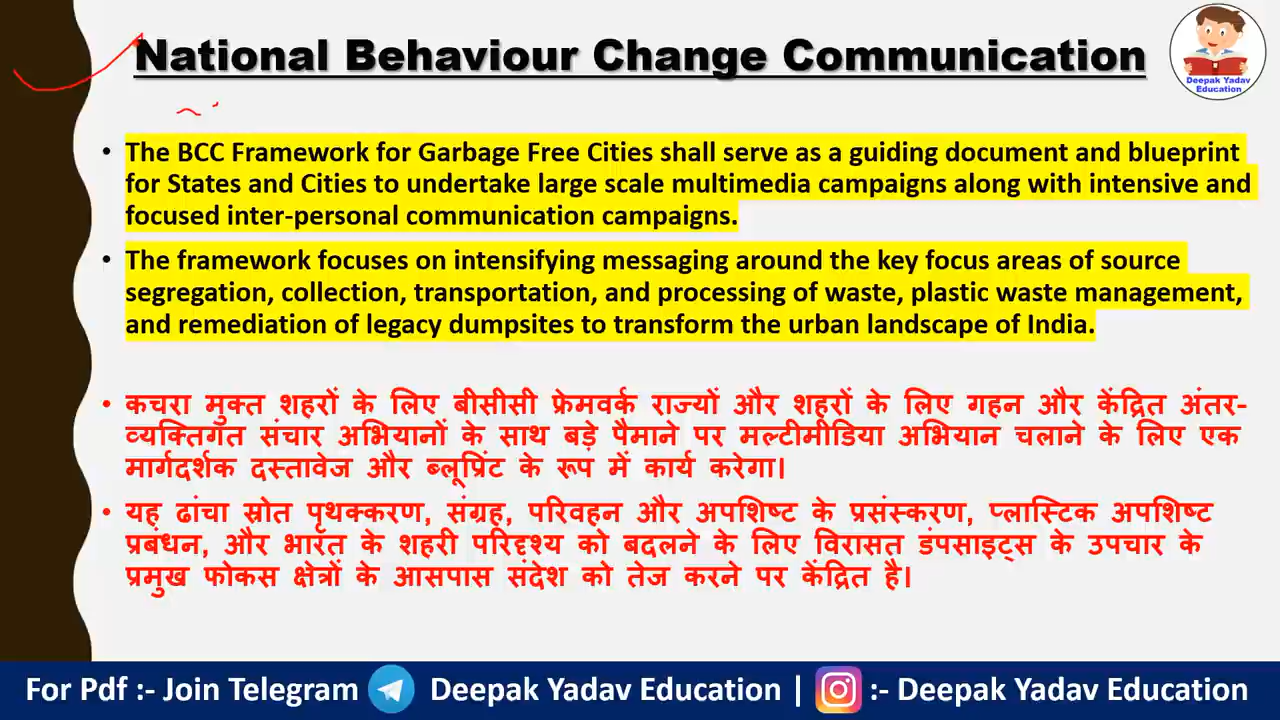 National Behaviour Change Communication
Deepak Yadav
Education
• The BCC Framework for Garbage Free Cities shall serve as a guiding document and blueprint
for States and Cities to undertake large scale multimedia campaigns along with intensive and
focused inter-personal communication campaigns.
• The framework focuses on intensifying messaging around the key focus areas of source
segregation, collection, transportation, and processing of waste, plastic waste management,
and remediation of legacy dumpsites to transform the urban landscape of India.
• कचरा मुक्त शहरों के लिए बीसीसी फ्रेमवर्क राज्यों और शहरों के लिए गहन और केंद्रित अंतर-
व्यक्तिगत संचार अभियानों के साथ बड़े पैमाने पर मल्टीमीडिया अभियान चलाने के लिए एक
मार्गदर्शक दस्तावेज और ब्लूप्रिंट के रूप में कार्य करेगा।
• यह ढांचा स्रोत पृथक्करण, संग्रह, परिवहन और अपशिष्ट के प्रसंस्करण, प्लास्टिक अपशिष्ट
प्रबंधन, और भारत के शहरी परिदृश्य को बदलने के लिए विरासत डंपसाइट्स के उपचार के
प्रमुख फोकस क्षेत्रों के आसपास संदेश को तेज करने पर केंद्रित है।
For Pdf :- Join Telegram Deepak Yadav Education | :- Deepak Yadav Education